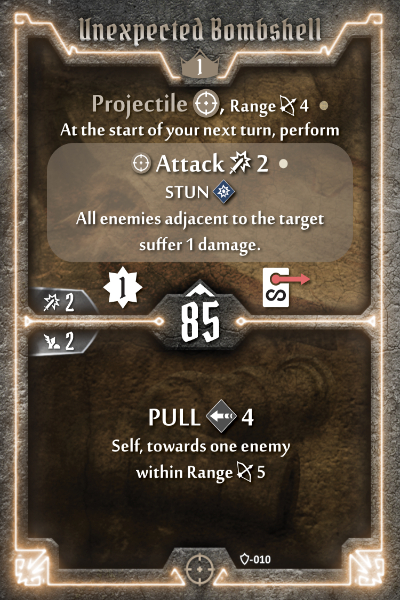 Unexpected Bombshell
1
Projectile, Range 4
At the start of your next turn, perform
Attack 2
STUN
All enemies adjacent to the target
suffer 1 damage.
1
2
85
2
PULL 4
Self, towards one enemy
within Range 5
-010